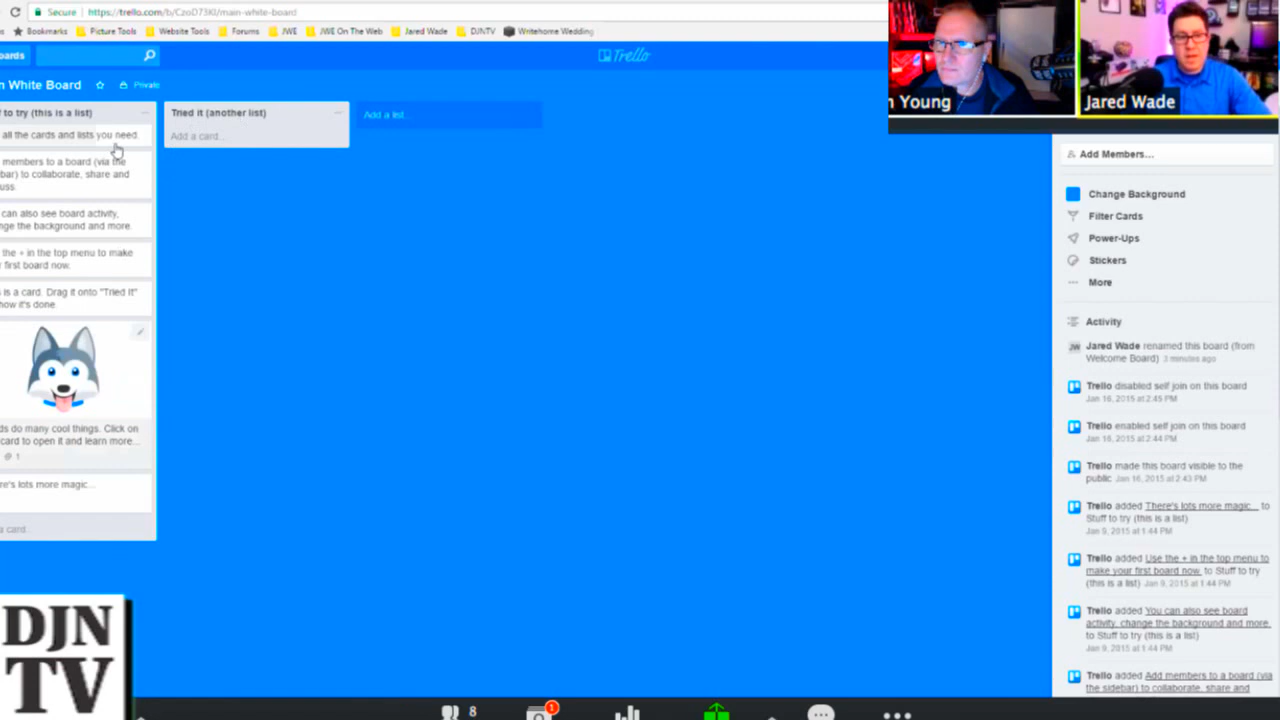 Secure https://trello.com/b/CzoD73Kl/main-white-board
Bookmarks Picture Tools Website Tools Forums JWE JWE On The Web Jared Wade DJNTV Writehome Wedding
oards
Trello
n White Board Private
f to try (this is a list)
all the cards and lists you need.
members to a board (via the
bar) to collaborate, share and
uss.
can also see board activity,
nge the background and more.
the + in the top menu to make
r first board now.
s is a card. Drag it onto "Tried It"
how it's done.
ds do many cool things. Click on
card to open it and learn more...
1
re's lots more magic...
a card...
Tried it (another list)
Add a card...
Add a list...
n Young
Jared Wade
Add Members...
Change Background
Filter Cards
Power-Ups
Stickers
More
Activity
JW Jared Wade renamed this board (from
Welcome Board) 3 minutes ago
Trello disabled self join on this board
Jan 16, 2015 at 2:45 PM
Trello enabled self join on this board
Jan 16, 2015 at 2:44 PM
Trello made this board visible to the
public Jan 16, 2015 at 2:43 PM
Trello added There's lots more magic... to
Stuff to try (this is a list)
Jan 9, 2015 at 1:44 PM
Trello added Use the + in the top menu to
make your first board now. to Stuff to try
(this is a list) Jan 9, 2015 at 1:44 PM
Trello added You can also see board
activity, change the background and more.
to Stuff to try (this is a list)
Jan 9, 2015 at 1:44 PM
Trello added Add members to a board (via
the sidebar) to collaborate, share and
DJN
TV
8
1